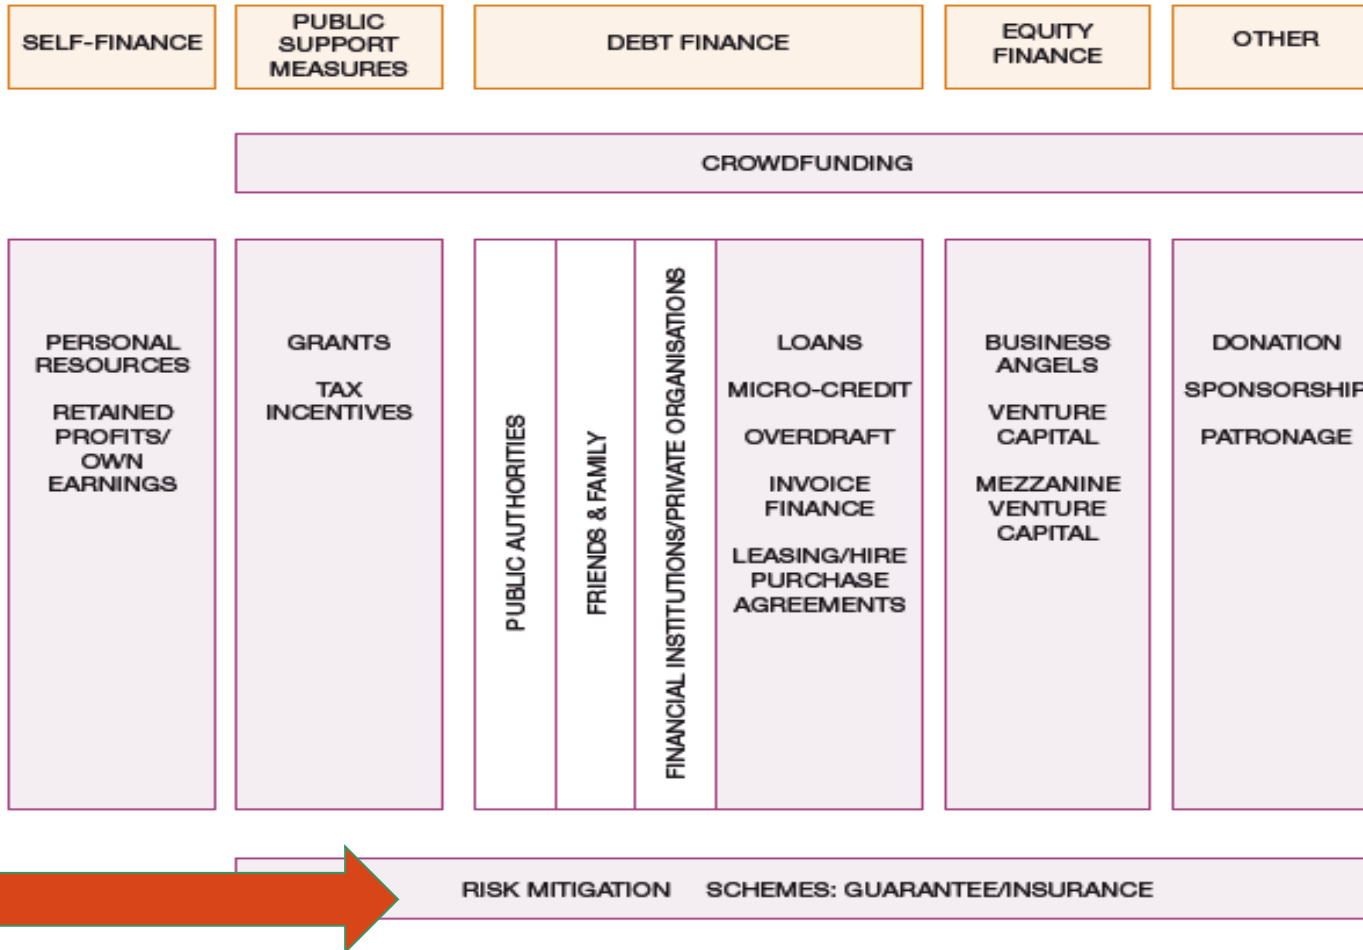 SELF-FINANCE
PUBLIC
SUPPORT
MEASURES
DEBT FINANCE
EQUITY
FINANCE
OTHER
CROWDFUNDING
PERSONAL
RESOURCES
RETAINED
PROFITS/
OWN
EARNINGS
GRANTS
TAX
INCENTIVES
PUBLIC AUTHORITIES
FRIENDS & FAMILY
FINANCIAL INSTITUTIONS/PRIVATE ORGANISATIONS
LOANS
MICRO-CREDIT
OVERDRAFT
INVOICE
FINANCE
LEASING/HIRE
PURCHASE
AGREEMENTS
BUSINESS
ANGELS
VENTURE
CAPITAL
MEZZANINE
VENTURE
CAPITAL
DONATION
SPONSORSHIP
PATRONAGE
RISK MITIGATION SCHEMES: GUARANTEE/INSURANCE